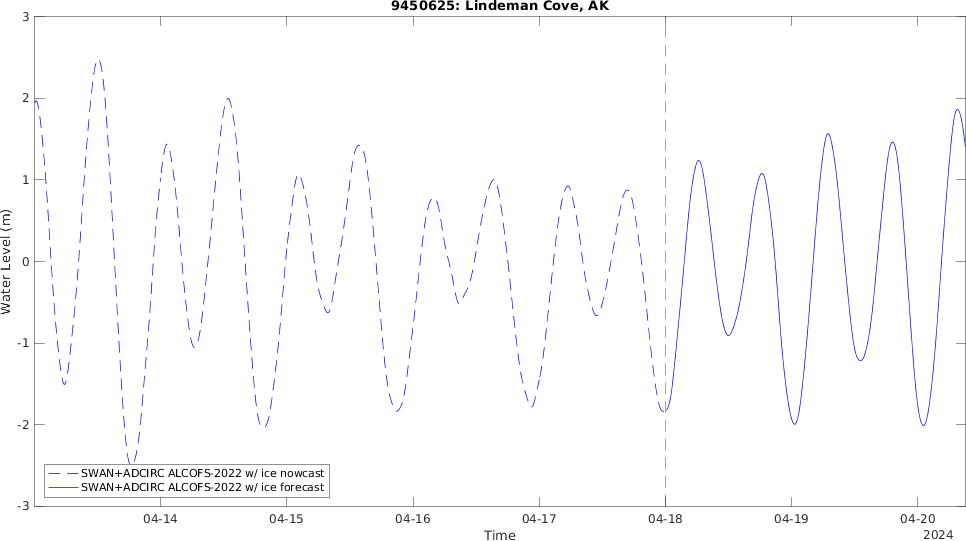 9450625: Lindeman Cove, AK
3
2
1
0
-1
-2
-3
Water Level (m)
SWAN+ADCIRC ALCOFS-2022 w/ ice nowcast
SWAN+ADCIRC ALCOFS-2022 w/ ice forecast
04-14 04-15 04-16 04-17 04-18 04-19 04-20
Time
2024